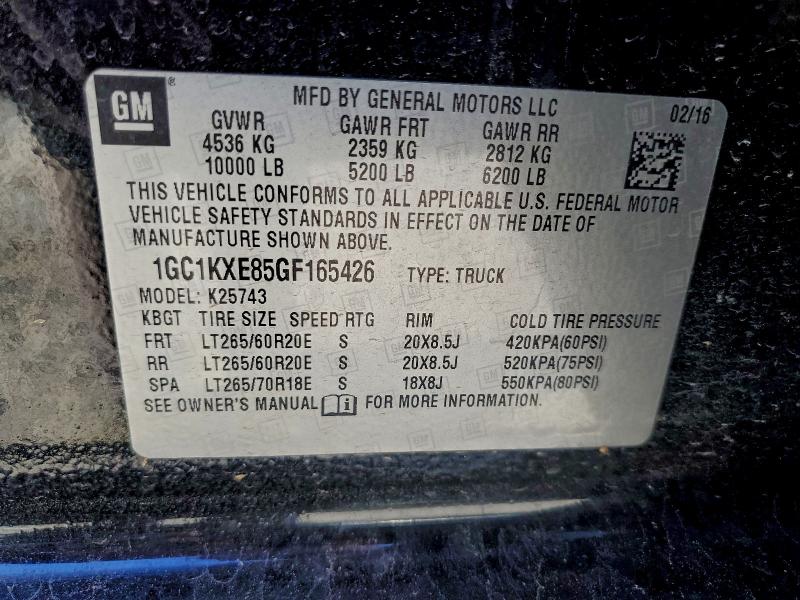 GM ® MFD BY GENERAL MOTORS LLC 02/16
GVWR GAWR FRT GAWR RR
4536 KG 2359 KG 2812 KG
10000 LB 5200 LB 6200 LB
THIS VEHICLE CONFORMS TO ALL APPLICABLE U.S. FEDERAL MOTOR
VEHICLE SAFETY STANDARDS IN EFFECT ON THE DATE OF
MANUFACTURE SHOWN ABOVE.
1GC1KXE85GF165426 TYPE: TRUCK
MODEL: K25743
KBGT TIRE SIZE SPEED RTG RIM COLD TIRE PRESSURE
FRT LT265/60R20E S 20X8.5J 420KPA(60PSI)
RR LT265/60R20E S 20X8.5J 520KPA(75PSI)
SPA LT265/70R18E S 18X8J 550KPA(80PSI)
SEE OWNER'S MANUAL i FOR MORE INFORMATION.